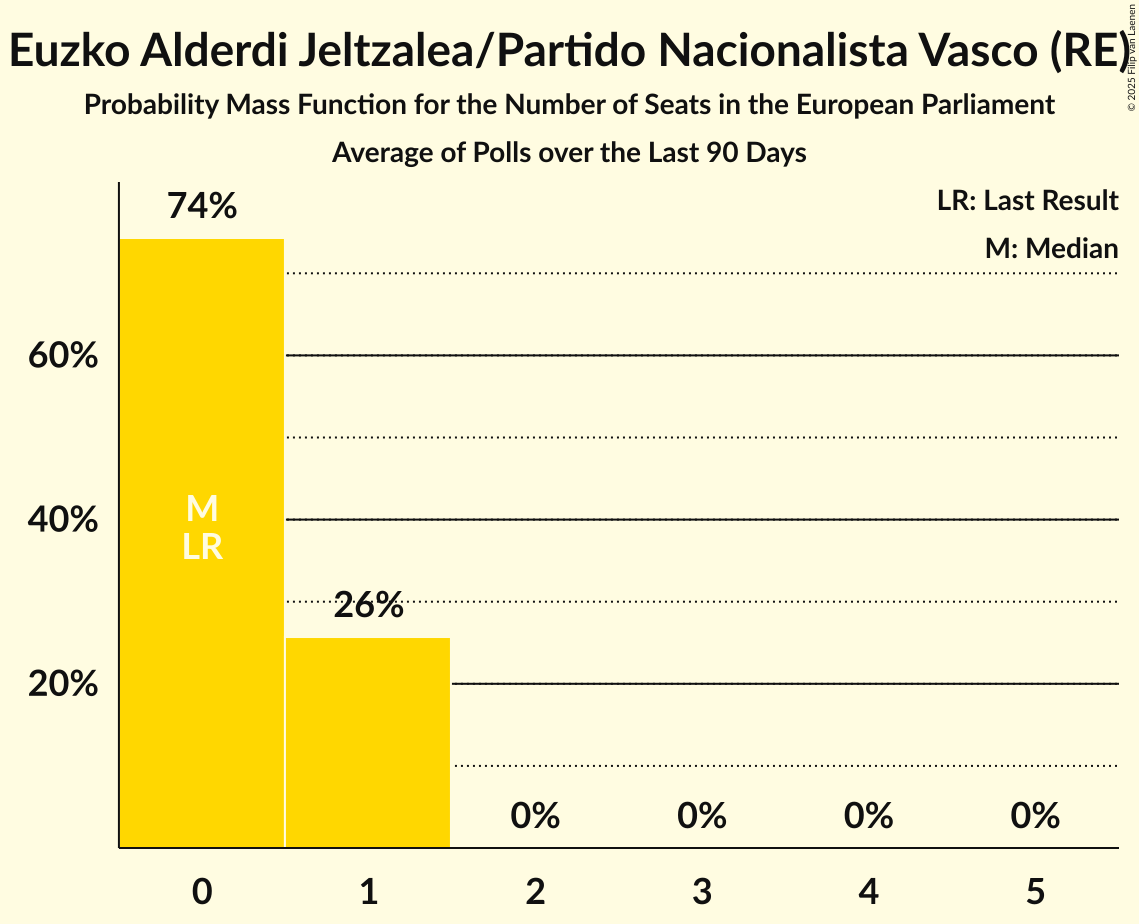 Euzko Alderdi Jeltzalea/Partido Nacionalista Vasco (RE)
© 2025 Filip van Laenen
Probability Mass Function for the Number of Seats in the European Parliament
Average of Polls over the Last 90 Days
LR: Last Result
M: Median
74%
60%
40%
20%
M
LR
26%
0%
0%
0%
0%
0
1
2
3
4
5